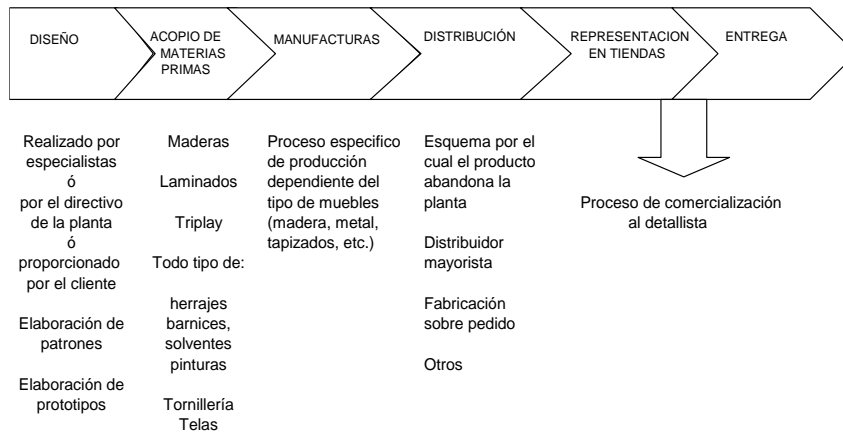 DISEÑO
ACOPIO DE
MATERIAS
PRIMAS
MANUFACTURAS
DISTRIBUCIÓN
REPRESENTACION
EN TIENDAS
ENTREGA
Realizado por
especialistas
ó
por el directivo
de la planta
ó
proporcionado
por el cliente
Elaboración de
patrones
Elaboración de
prototipos
Maderas
Laminados
Triplay
Todo tipo de:
herrajes
barnices,
solventes
pinturas
Tornillería
Telas
Proceso especifico
de producción
dependiente del
tipo de muebles
(madera, metal,
tapizados, etc.)
Esquema por el
cual el producto
abandona la
planta
Distribuidor
mayorista
Fabricación
sobre pedido
Otros
Proceso de comercialización
al detallista